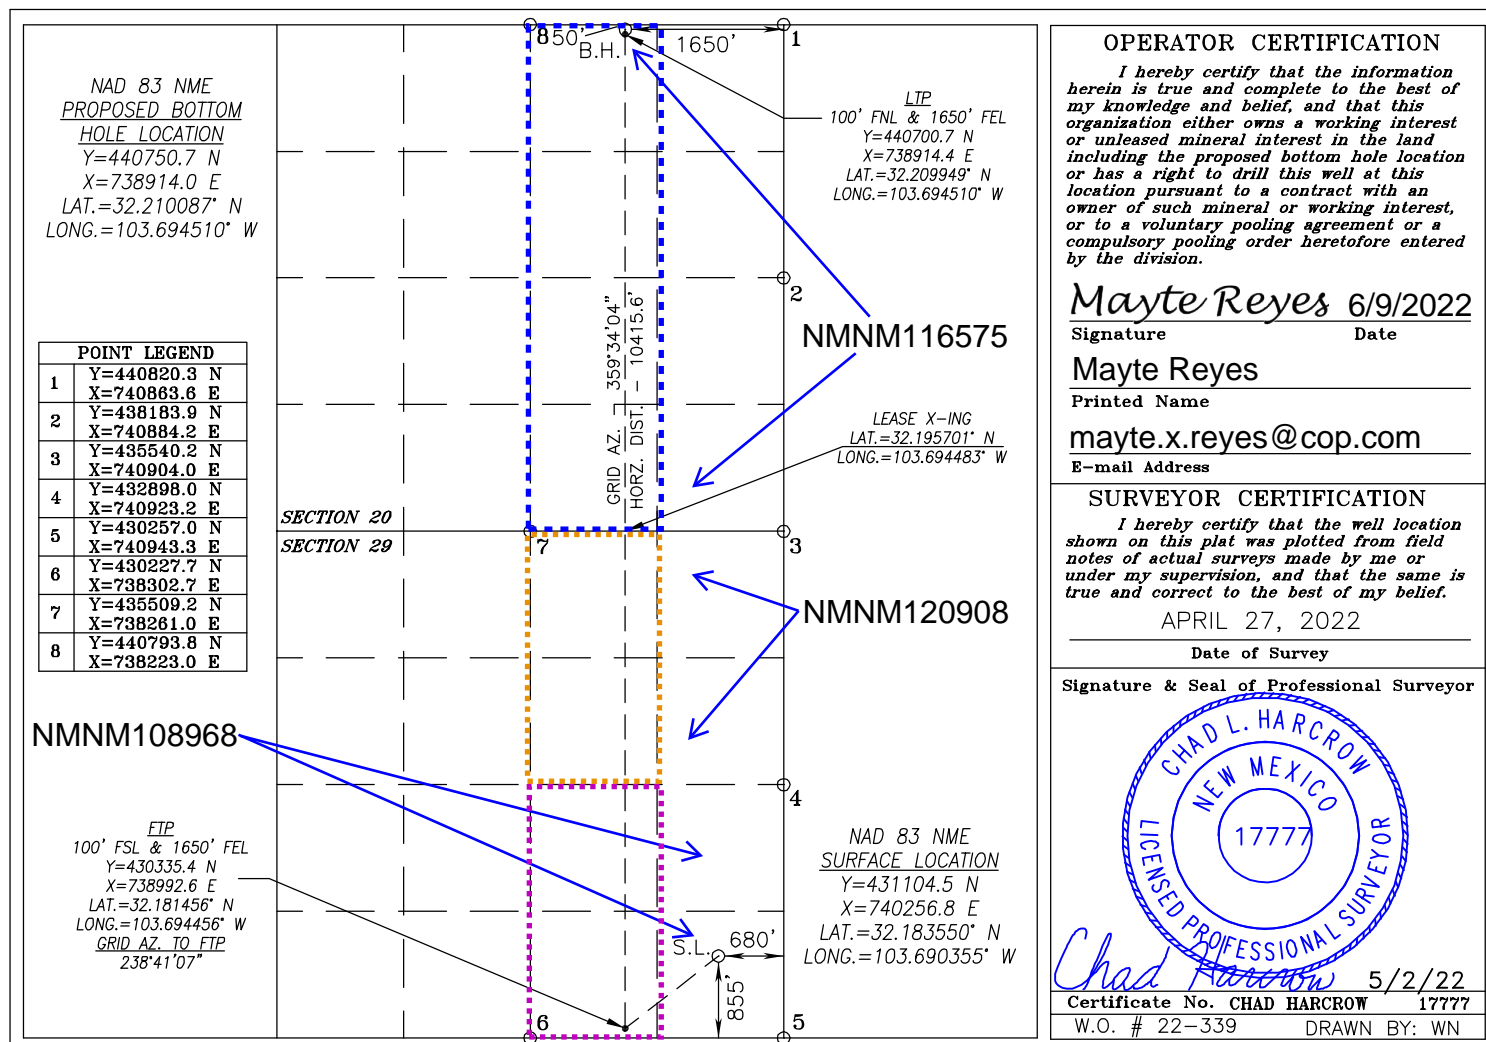 NAD 83 NME
PROPOSED BOTTOM
HOLE LOCATION
Y=440750.7 N
X=738914.0 E
LAT.=32.210087° N
LONG.=103.694510° W
POINT LEGEND
1 Y=440820.3 N
X=740863.6 E
2 Y=438183.9 N
X=740884.2 E
3 Y=435540.2 N
X=740904.0 E
4 Y=432898.0 N
X=740923.2 E
5 Y=430257.0 N
X=740943.3 E
6 Y=430227.7 N
X=738302.7 E
7 Y=435509.2 N
X=738261.0 E
8 Y=440793.8 N
X=738223.0 E
NMNM108968
FTP
100' FSL & 1650' FEL
Y=430335.4 N
X=738992.6 E
LAT.=32.181456° N
LONG.=103.694456° W
GRID AZ. TO FTP
238°41'07"
8
50'
B.H.
1650'
1
LTP
100' FNL & 1650' FEL
Y=440700.7 N
X=738914.4 E
LAT.=32.209949° N
LONG.=103.694510° W
2
NMNM116575
GRID AZ. - 359°34'04"
HORZ. DIST. - 10415.6'
LEASE X-ING
LAT.=32.195701° N
LONG.=103.694483° W
SECTION 20
SECTION 29
7
3
NMNM120908
4
NAD 83 NME
SURFACE LOCATION
Y=431104.5 N
X=740256.8 E
LAT.=32.183550° N
LONG.=103.690355° W
S.L.
680'
855'
6
5
OPERATOR CERTIFICATION
I hereby certify that the information
herein is true and complete to the best of
my knowledge and belief, and that this
organization either owns a working interest
or unleased mineral interest in the land
including the proposed bottom hole location
or has a right to drill this well at this
location pursuant to a contract with an
owner of such mineral or working interest,
or to a voluntary pooling agreement or a
compulsory pooling order heretofore entered
by the division.
Mayte Reyes 6/9/2022
Signature Date
Mayte Reyes
Printed Name
mayte.x.reyes@cop.com
E-mail Address
SURVEYOR CERTIFICATION
I hereby certify that the well location
shown on this plat was plotted from field
notes of actual surveys made by me or
under my supervision, and that the same is
true and correct to the best of my belief.
APRIL 27, 2022
Date of Survey
Signature & Seal of Professional Surveyor
CHAD L. HARCROW
NEW MEXICO
17777
LICENSED PROFESSIONAL SURVEYOR
Chad Harcrow 5/2/22
Certificate No. CHAD HARCROW 17777
W.O. # 22-339 DRAWN BY: WN